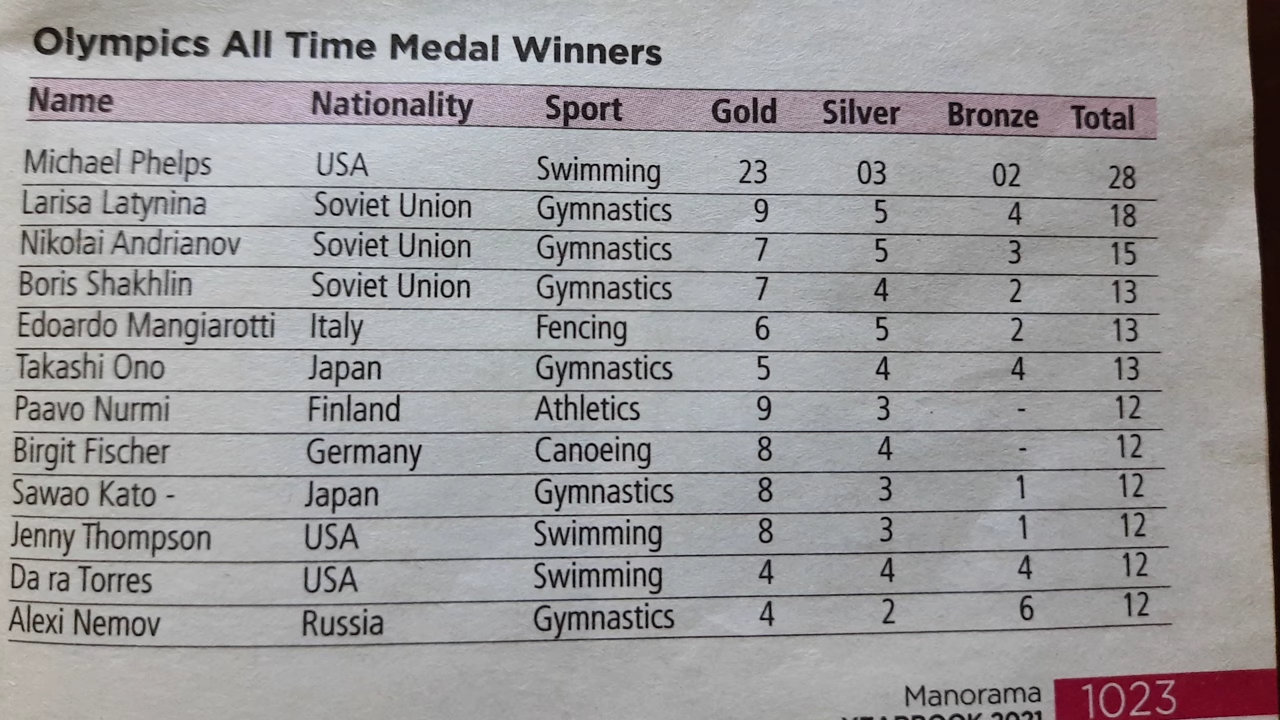 Olympics All Time Medal Winners
Name Nationality Sport Gold Silver Bronze Total
Michael Phelps USA Swimming 23 03 02 28
Larisa Latynina Soviet Union Gymnastics 9 5 4 18
Nikolai Andrianov Soviet Union Gymnastics 7 5 3 15
Boris Shakhlin Soviet Union Gymnastics 7 4 2 13
Edoardo Mangiarotti Italy Fencing 6 5 2 13
Takashi Ono Japan Gymnastics 5 4 4 13
Paavo Nurmi Finland Athletics 9 3 - 12
Birgit Fischer Germany Canoeing 8 4 - 12
Sawao Kato - Japan Gymnastics 8 3 1 12
Jenny Thompson USA Swimming 8 3 1 12
Da ra Torres USA Swimming 4 4 4 12
Alexi Nemov Russia Gymnastics 4 2 6 12
Manorama 1023
YEARBOOK 2021